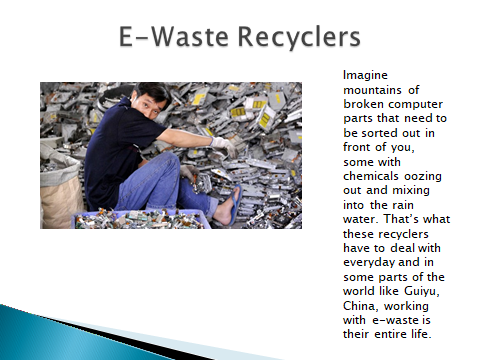 E-Waste Recyclers
Imagine
mountains of
broken computer
parts that need to
be sorted out in
front of you,
some with
chemicals oozing
out and mixing
into the rain
water. That's what
these recyclers
have to deal with
everyday and in
some parts of the
world like Guiyu,
China, working
with e-waste is
their entire life.